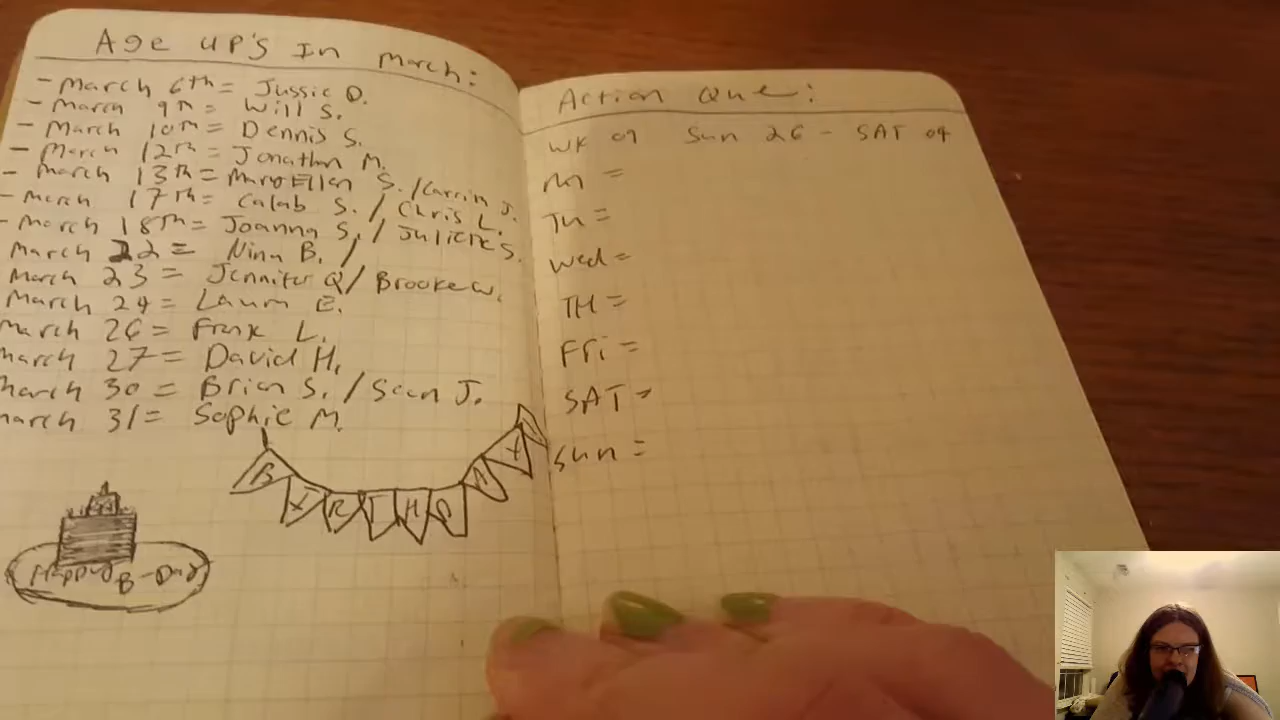 Age up's In march:
- March 6th = Jussie D.
- March 9th = Will S.
- March 10th = Dennis S.
- March 12th = Jonathan M.
- March 13th = MaryEllen S. / Carrin J.
- March 17th = Calab S. / Chris L.
- March 18th = Joanna S. / Juliette S.
March 22 = Nina B. /
March 23 = Jennifer Q / Brooke W.
March 24 = Laura E.
March 26 = Frank L.
March 27 = David H.
March 30 = Brian S. / Sean J.
March 31 = Sophie M.
BIRTHDAY
Happy B-Day
Action Que:
WK 09 Sun 26 - SAT 04
M =
Tu =
Wed =
TH =
Fri =
SAT =
Sun =